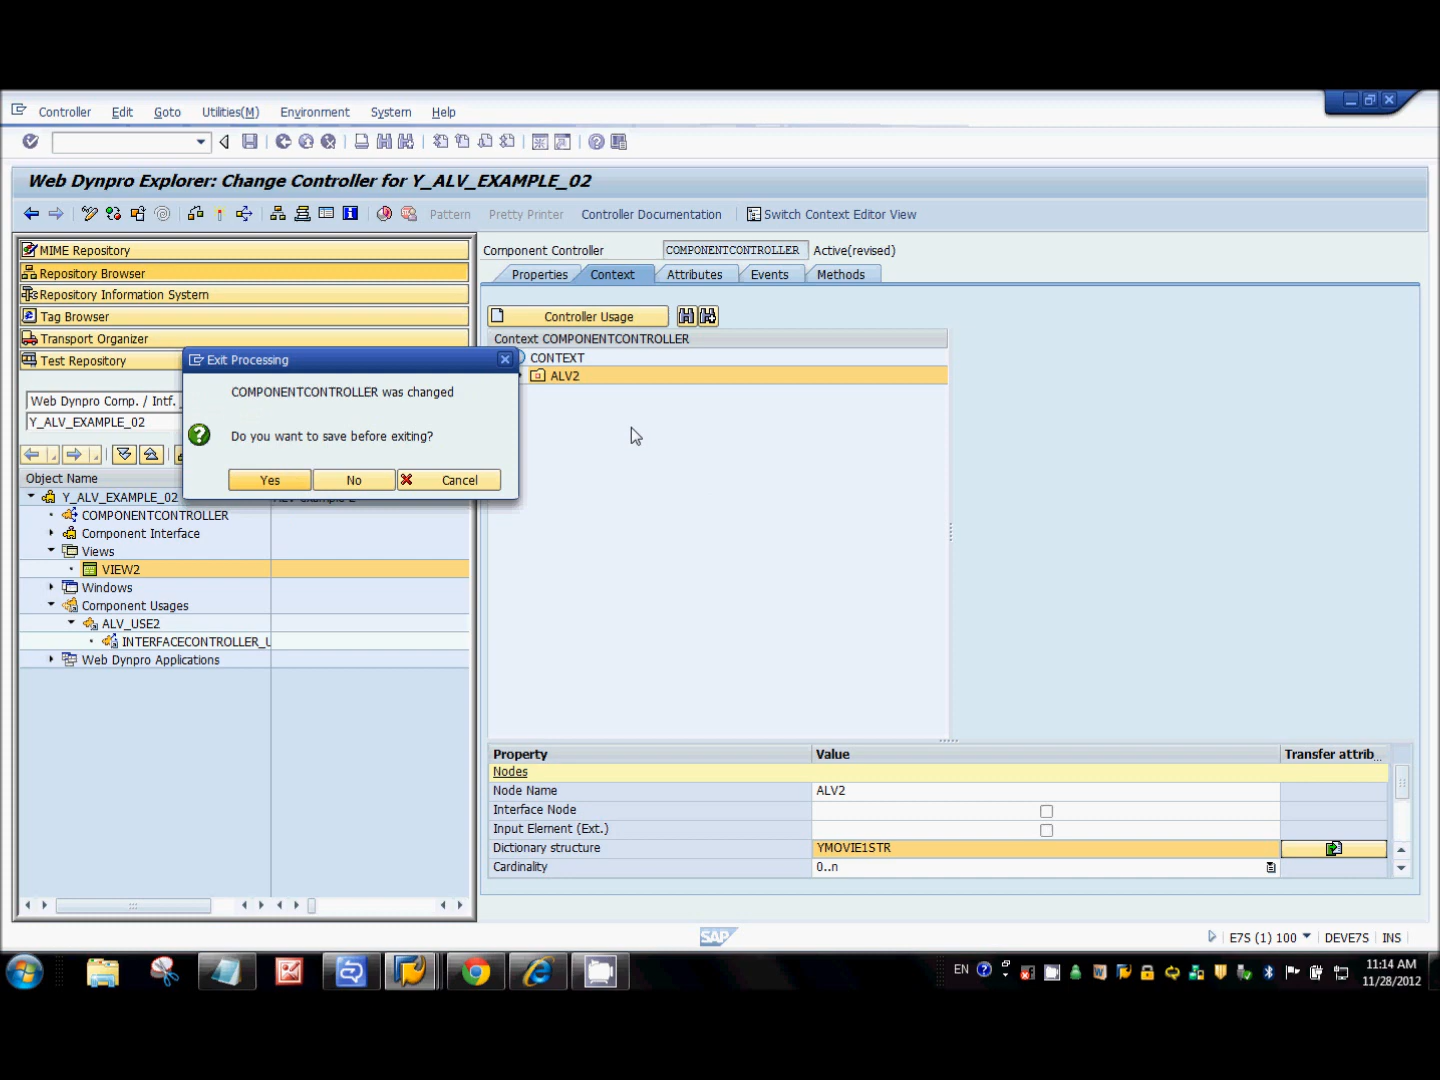 Controller Edit Goto Utilities(M) Environment System Help
Web Dynpro Explorer: Change Controller for Y_ALV_EXAMPLE_02
Pattern Pretty Printer Controller Documentation Switch Context Editor View
MIME Repository
Repository Browser
Repository Information System
Tag Browser
Transport Organizer
Test Repository
Web Dynpro Comp. / Intf.
Y_ALV_EXAMPLE_02
Object Name
Y_ALV_EXAMPLE_02
COMPONENTCONTROLLER
Component Interface
Views
VIEW2
Windows
Component Usages
ALV_USE2
INTERFACECONTROLLER_U
Web Dynpro Applications
Exit Processing
COMPONENTCONTROLLER was changed
Do you want to save before exiting?
Yes No Cancel
Component Controller COMPONENTCONTROLLER Active(revised)
Properties Context Attributes Events Methods
Controller Usage
Context COMPONENTCONTROLLER
CONTEXT
ALV2
Property Value Transfer attrib...
Nodes
Node Name ALV2
Interface Node
Input Element (Ext.)
Dictionary structure YMOVIE1STR
Cardinality 0..n
SAP
E7S (1) 100 DEVE7S INS
EN 11:14 AM
11/28/2012